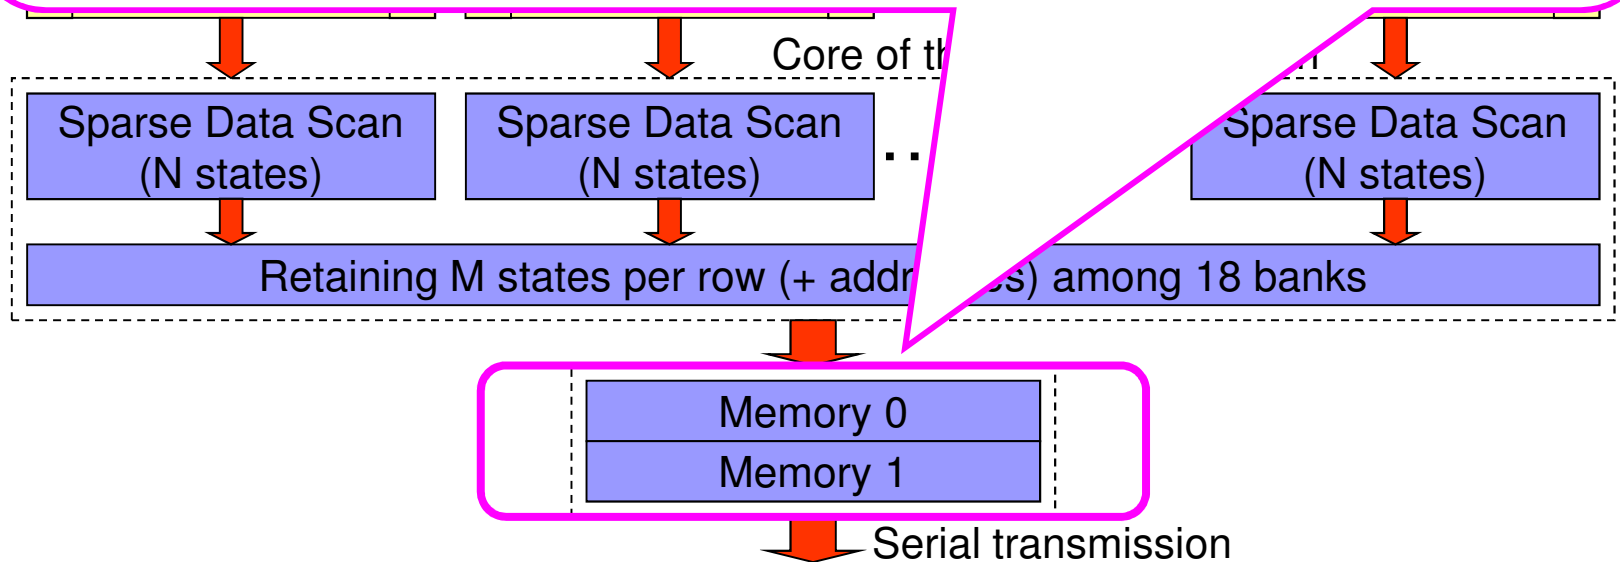 Core of
Sparse Data Scan
(N states)
Sparse Data Scan
(N states)
..
Sparse Data Scan
(N states)
Retaining M states per row (+ among 18 banks
Memory 0
Memory 1
Serial transmission